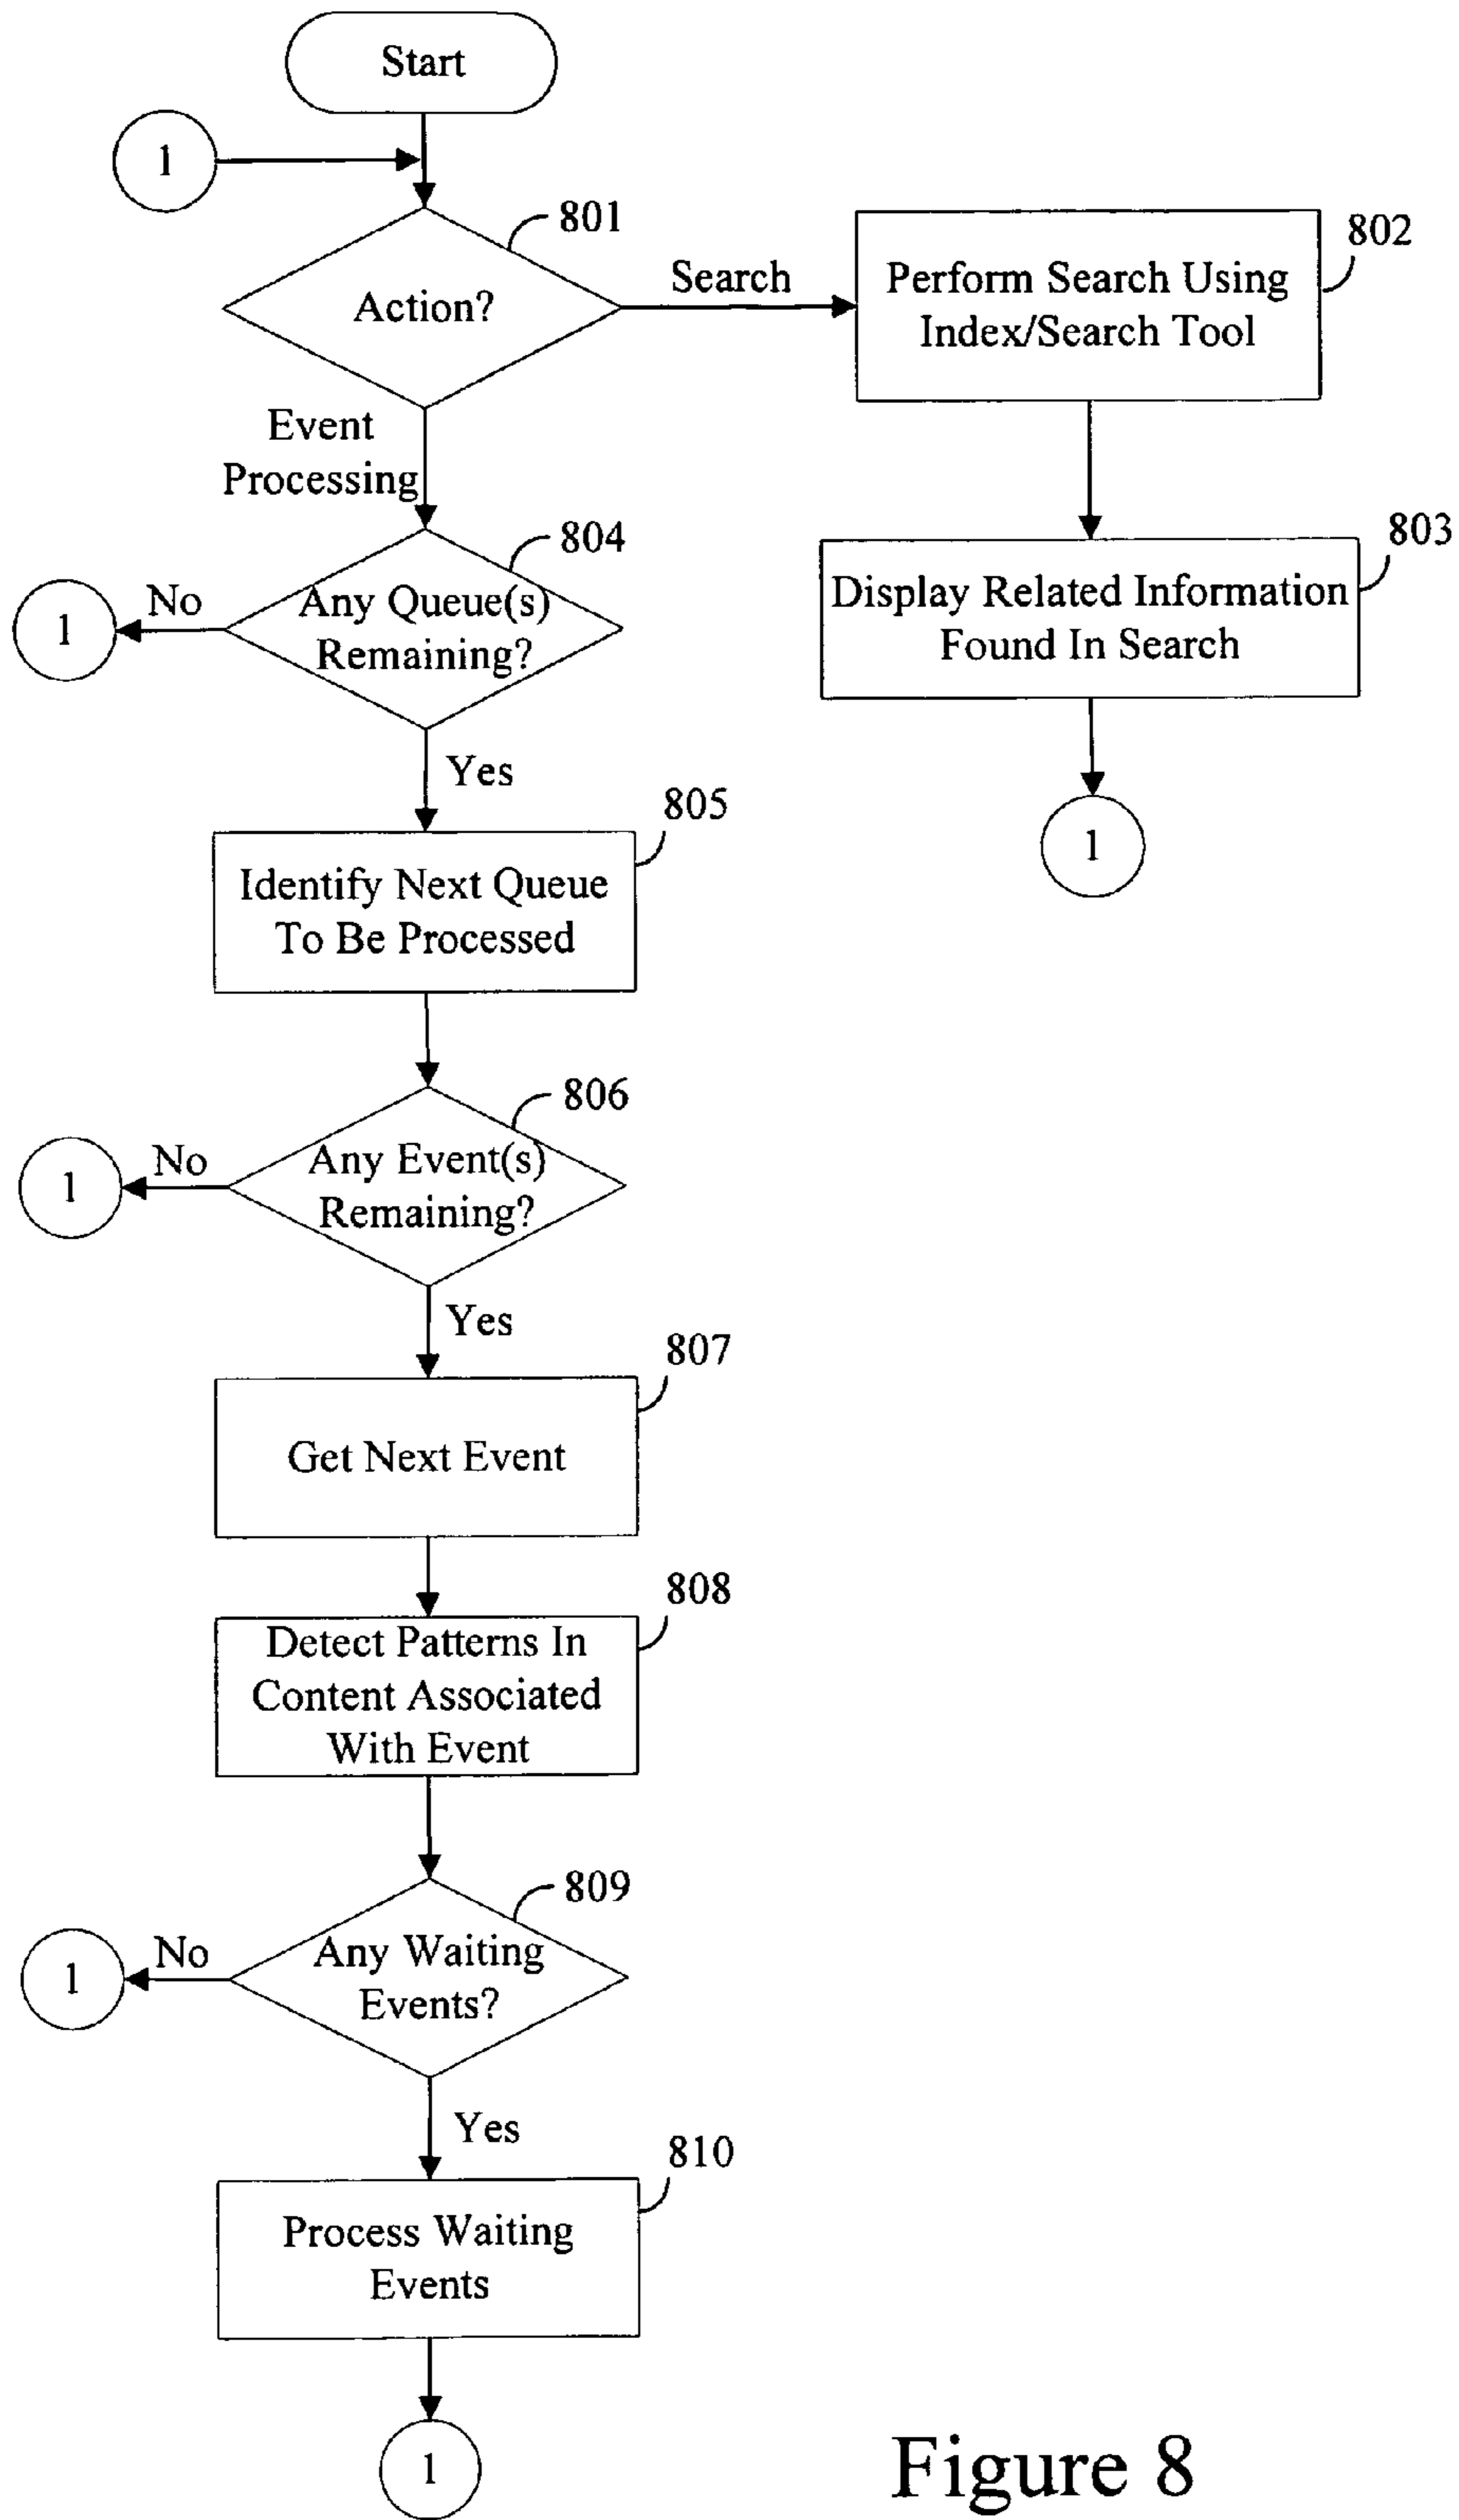 Start
1
801
Action?
Search
802
Perform Search Using
Index/Search Tool
Event
Processing
803
Display Related Information
Found In Search
1
804
Any Queue(s)
Remaining?
No
1
Yes
805
Identify Next Queue
To Be Processed
806
Any Event(s)
Remaining?
No
1
Yes
807
Get Next Event
808
Detect Patterns In
Content Associated
With Event
809
Any Waiting
Events?
No
1
Yes
810
Process Waiting
Events
1
Figure 8